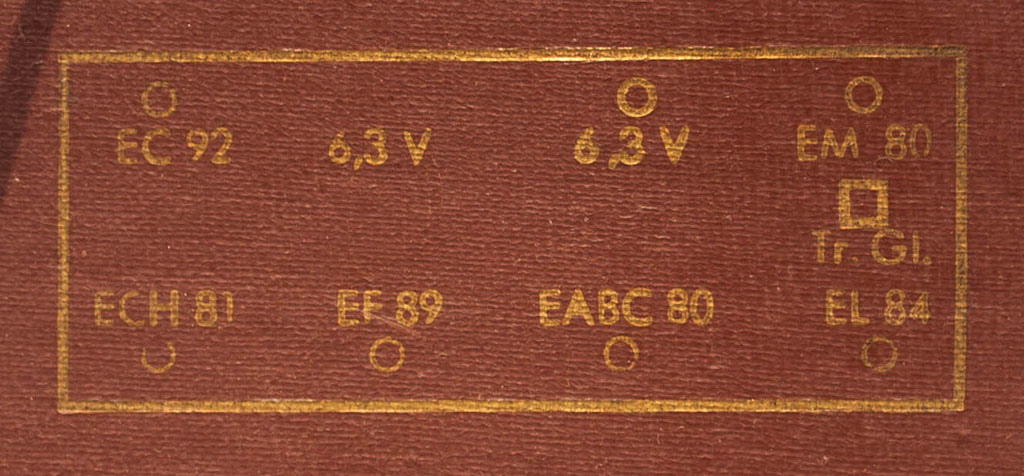 EC 92 6,3 V 6,3 V EM 80
Tr. Gl.
ECH 81 EF 89 EABC 80 EL 84